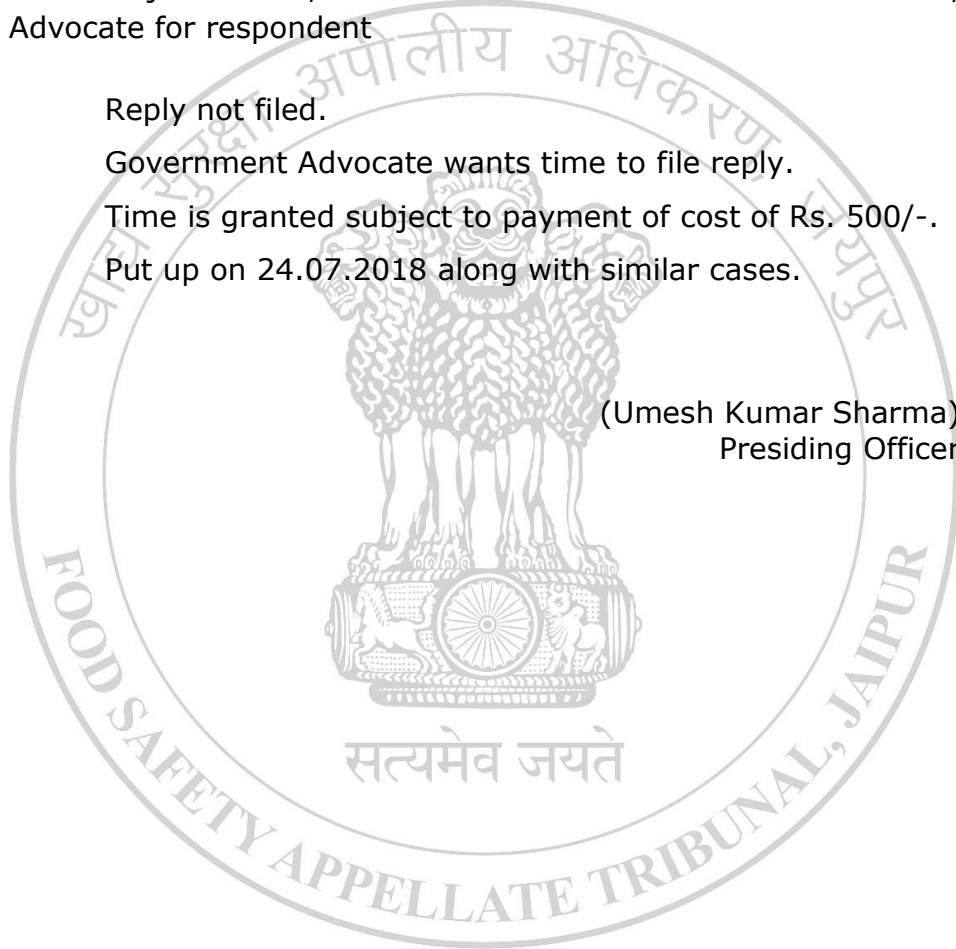 Advocate for respondent
Reply not filed.
Government Advocate wants time to file reply.
Time is granted subject to payment of cost of Rs. 500/-.
Put up on 24.07.2018 along with similar cases.
(Umesh Kumar Sharma)
Presiding Officer
खाद्य सुरक्षा अपीलीय अधिकरण, जयपुर
सत्यमेव जयते
FOOD SAFETY APPELLATE TRIBUNAL, JAIPUR